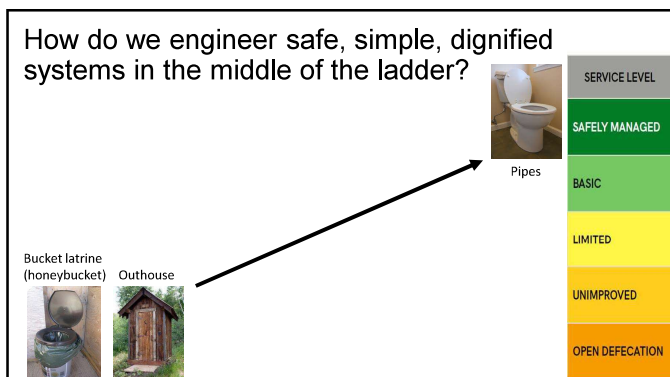 How do we engineer safe, simple, dignified
systems in the middle of the ladder?
SERVICE LEVEL
SAFELY MANAGED
Pipes
BASIC
LIMITED
Bucket latrine
(honeybucket)
Outhouse
UNIMPROVED
OPEN DEFECATION